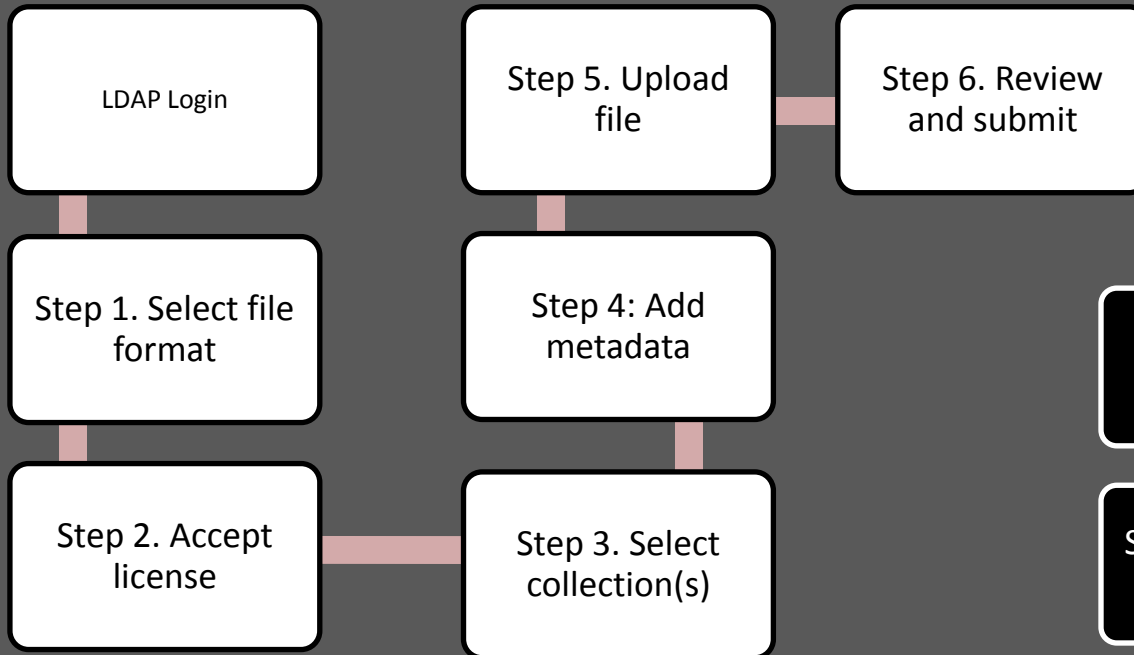 LDAP Login
Step 1. Select file
format
Step 2. Accept
license
Step 3. Select
collection(s)
Step 4: Add
metadata
Step 5. Upload
file
Step 6. Review
and submit